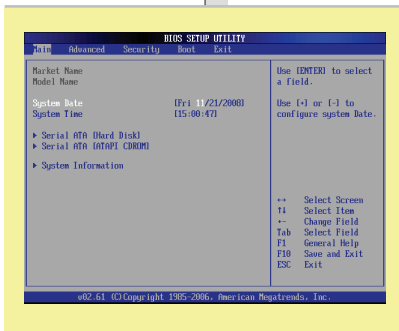 BIOS SETUP UTILITY
Main Advanced Security Boot Exit
Market Name
Model Name
System Date [Fri 11/21/2008]
System Time [15:00:47]
Serial ATA [Hard Disk]
Serial ATA [ATAPI CDROM]
System Information
Use [ENTER] to select
a field.
Use [+] or [-] to
configure system Date.
↔ Select Screen
↑↓ Select Item
+- Change Field
Tab Select Field
F1 General Help
F10 Save and Exit
ESC Exit
v02.61 (C)Copyright 1985-2006, American Megatrends, Inc.